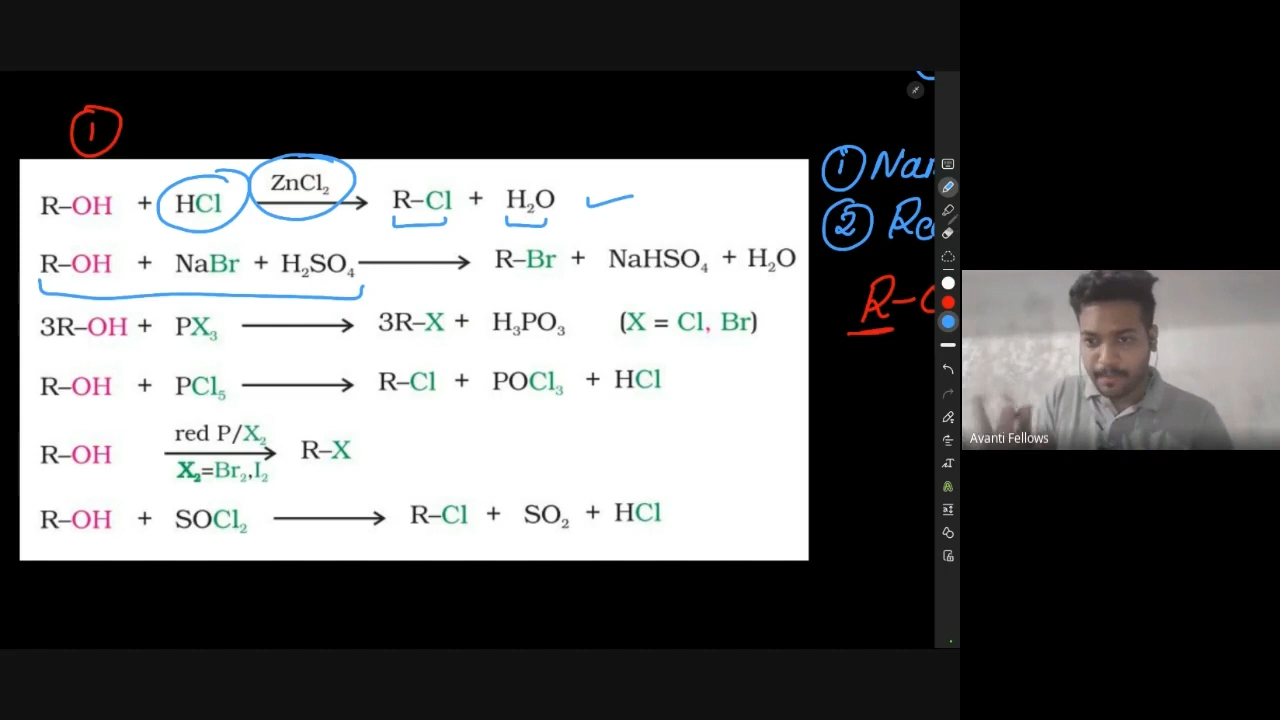 ①
R–OH + HCl ZnCl₂ → R–Cl + H₂O
R–OH + NaBr + H₂SO₄ → R–Br + NaHSO₄ + H₂O
3R–OH + PX₃ → 3R–X + H₃PO₃ (X = Cl, Br)
R–OH + PCl₅ → R–Cl + POCl₃ + HCl
R–OH red P/X₂ → X₂=Br₂,I₂ R–X
R–OH + SOCl₂ → R–Cl + SO₂ + HCl
①
②
R–
Avanti Fellows